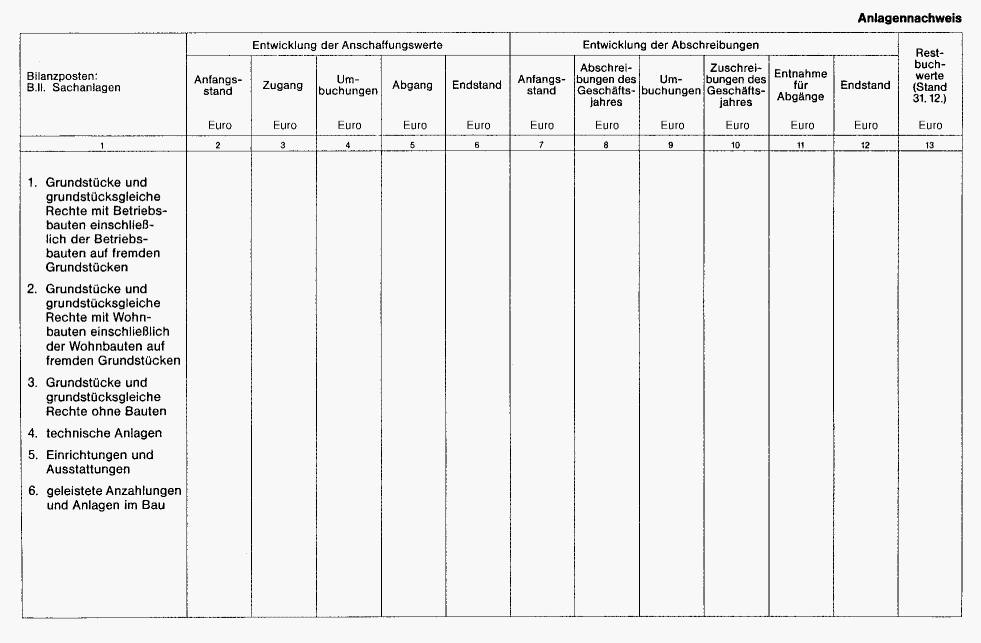 Anlagennachweis
Bilanzposten:
B.II. Sachanlagen
Entwicklung der Anschaffungswerte
Entwicklung der Abschreibungen
Rest-
buch-
werte
(Stand
31.12.)
Anfangs-
stand
Zugang
Um-
buchungen
Abgang
Endstand
Anfangs-
stand
Abschrei-
bungen des
Geschäfts-
jahres
Um-
buchungen
Zuschrei-
bungen des
Geschäfts-
jahres
Entnahme
für
Abgänge
Endstand
Euro Euro Euro Euro Euro Euro Euro Euro Euro Euro Euro Euro
1 2 3 4 5 6 7 8 9 10 11 12 13
1. Grundstücke und
grundstücksgleiche
Rechte mit Betriebs-
bauten einschließ-
lich der Betriebs-
bauten auf fremden
Grundstücken
2. Grundstücke und
grundstücksgleiche
Rechte mit Wohn-
bauten einschließlich
der Wohnbauten auf
fremden Grundstücken
3. Grundstücke und
grundstücksgleiche
Rechte ohne Bauten
4. technische Anlagen
5. Einrichtungen und
Ausstattungen
6. geleistete Anzahlungen
und Anlagen im Bau